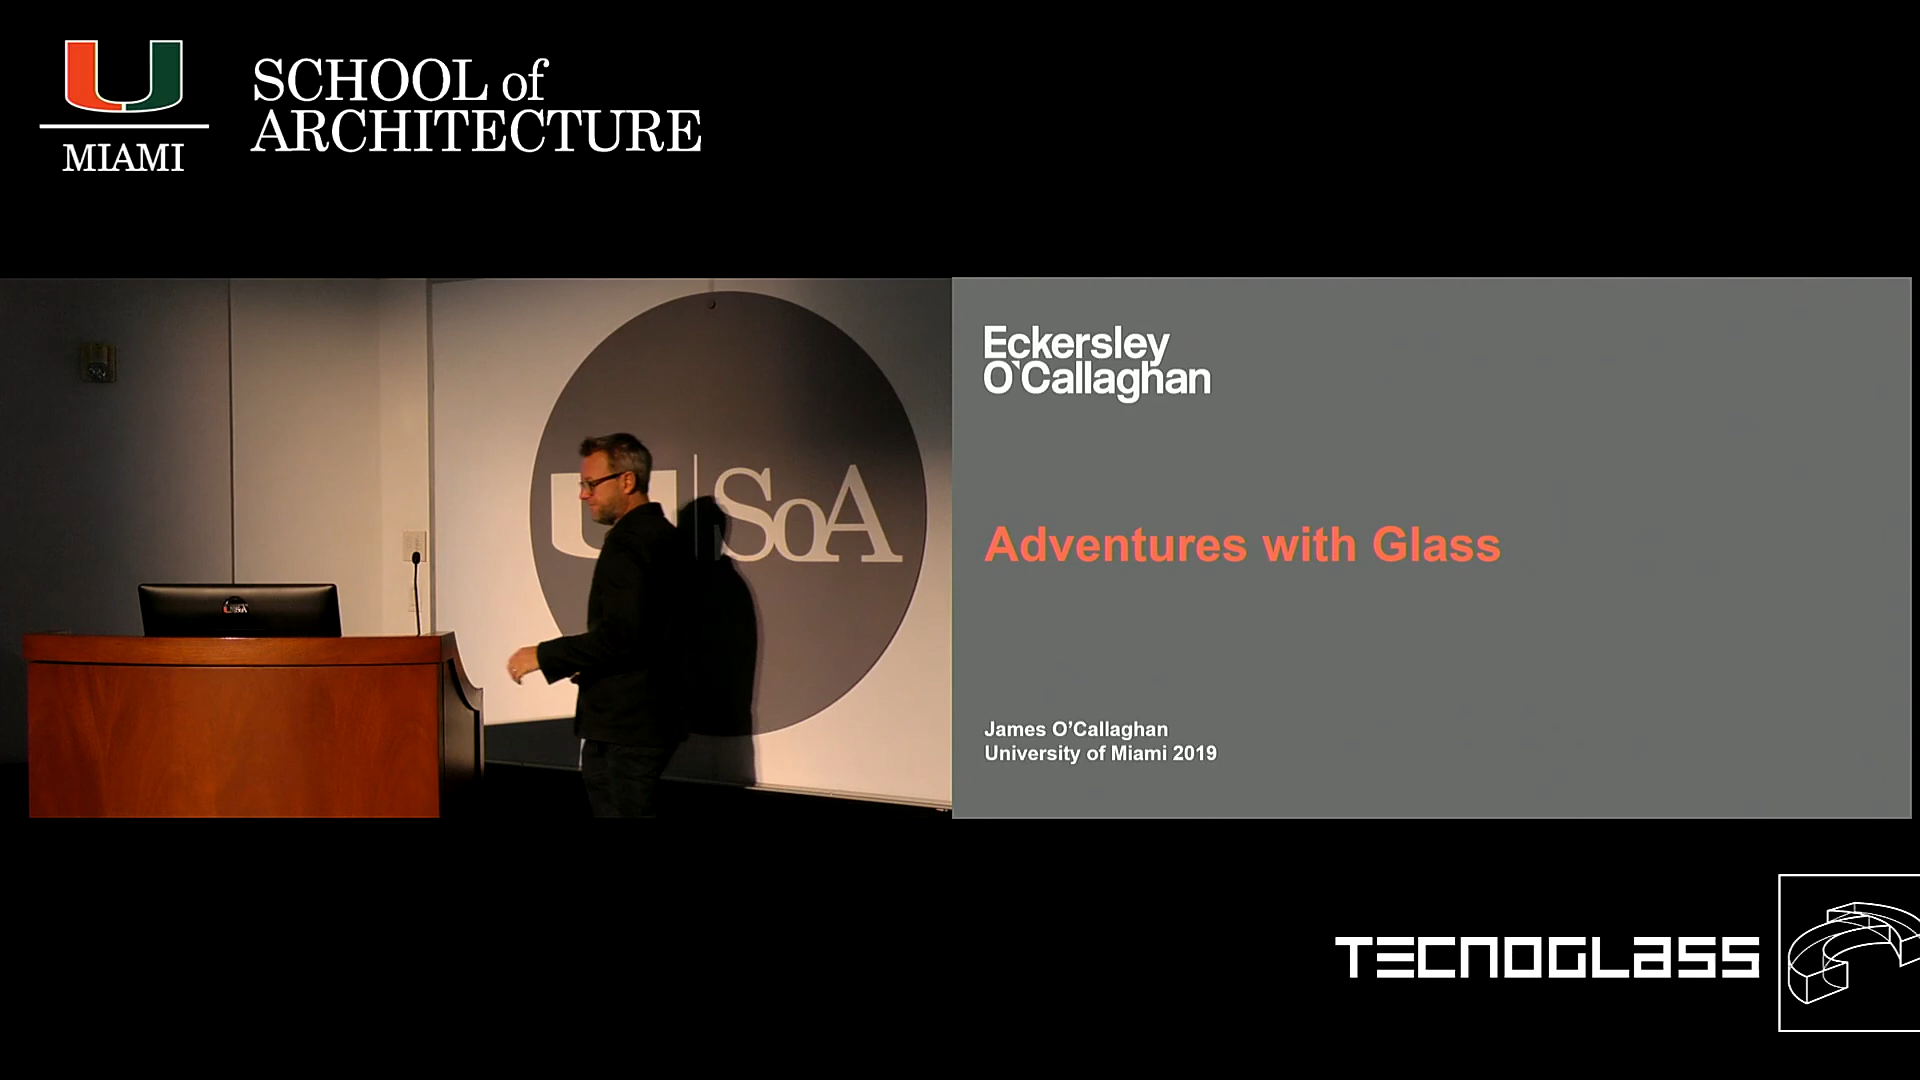 U
MIAMI
SCHOOL of
ARCHITECTURE
U SoA
Eckersley
O'Callaghan
Adventures with Glass
James O’Callaghan
University of Miami 2019
TECNOGLASS